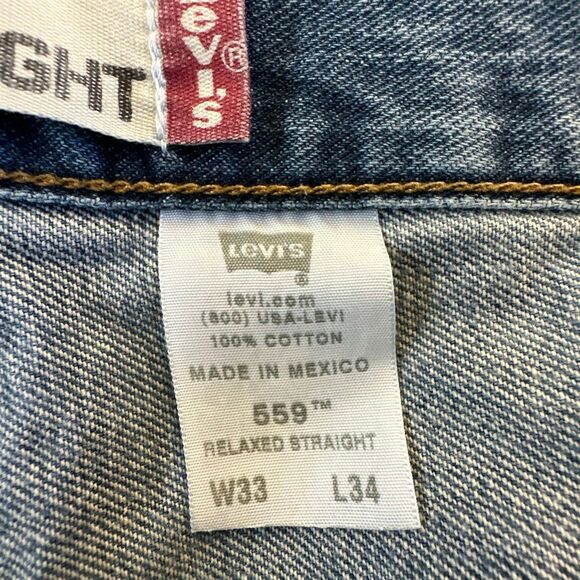 GHT
Levi's®
LEVI'S
®
levi.com
(800) USA-LEVI
100% COTTON
MADE IN MEXICO
559™
RELAXED STRAIGHT
W33 L34